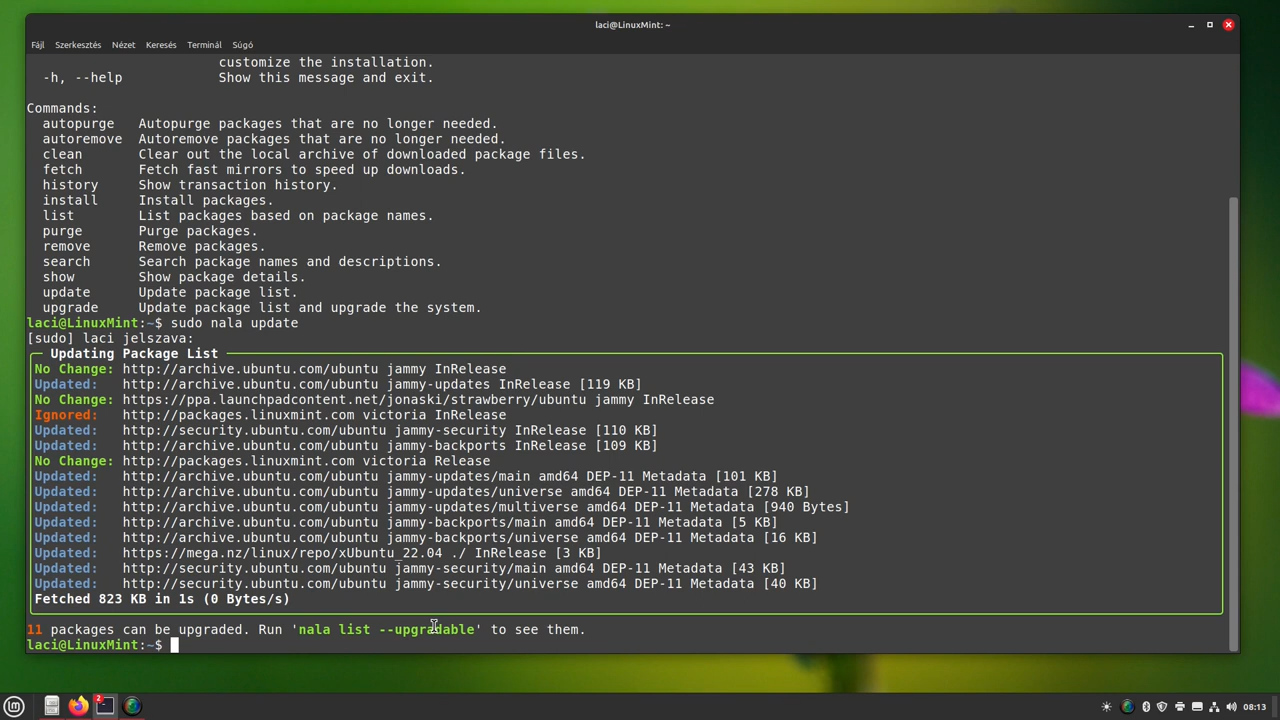 laci@LinuxMint: ~
Fájl Szerkesztés Nézet Keresés Terminál Súgó
customize the installation.
-h, --help Show this message and exit.
Commands:
autopurge Autopurge packages that are no longer needed.
autoremove Autoremove packages that are no longer needed.
clean Clear out the local archive of downloaded package files.
fetch Fetch fast mirrors to speed up downloads.
history Show transaction history.
install Install packages.
list List packages based on package names.
purge Purge packages.
remove Remove packages.
search Search package names and descriptions.
show Show package details.
update Update package list.
upgrade Update package list and upgrade the system.
laci@LinuxMint:~$ sudo nala update
[sudo] laci jelszava:
Updating Package List
No Change: http://archive.ubuntu.com/ubuntu jammy InRelease
Updated: http://archive.ubuntu.com/ubuntu jammy-updates InRelease [119 KB]
No Change: https://ppa.launchpadcontent.net/jonaski/strawberry/ubuntu jammy InRelease
Ignored: http://packages.linuxmint.com victoria InRelease
Updated: http://security.ubuntu.com/ubuntu jammy-security InRelease [110 KB]
Updated: http://archive.ubuntu.com/ubuntu jammy-backports InRelease [109 KB]
No Change: http://packages.linuxmint.com victoria Release
Updated: http://archive.ubuntu.com/ubuntu jammy-updates/main amd64 DEP-11 Metadata [101 KB]
Updated: http://archive.ubuntu.com/ubuntu jammy-updates/universe amd64 DEP-11 Metadata [278 KB]
Updated: http://archive.ubuntu.com/ubuntu jammy-updates/multiverse amd64 DEP-11 Metadata [940 Bytes]
Updated: http://archive.ubuntu.com/ubuntu jammy-backports/main amd64 DEP-11 Metadata [5 KB]
Updated: http://archive.ubuntu.com/ubuntu jammy-backports/universe amd64 DEP-11 Metadata [16 KB]
Updated: https://mega.nz/linux/repo/xUbuntu_22.04 ./ InRelease [3 KB]
Updated: http://security.ubuntu.com/ubuntu jammy-security/main amd64 DEP-11 Metadata [43 KB]
Updated: http://security.ubuntu.com/ubuntu jammy-security/universe amd64 DEP-11 Metadata [40 KB]
Fetched 823 KB in 1s (0 Bytes/s)
11 packages can be upgraded. Run 'nala list --upgradable' to see them.
laci@LinuxMint:~$
2
08:13